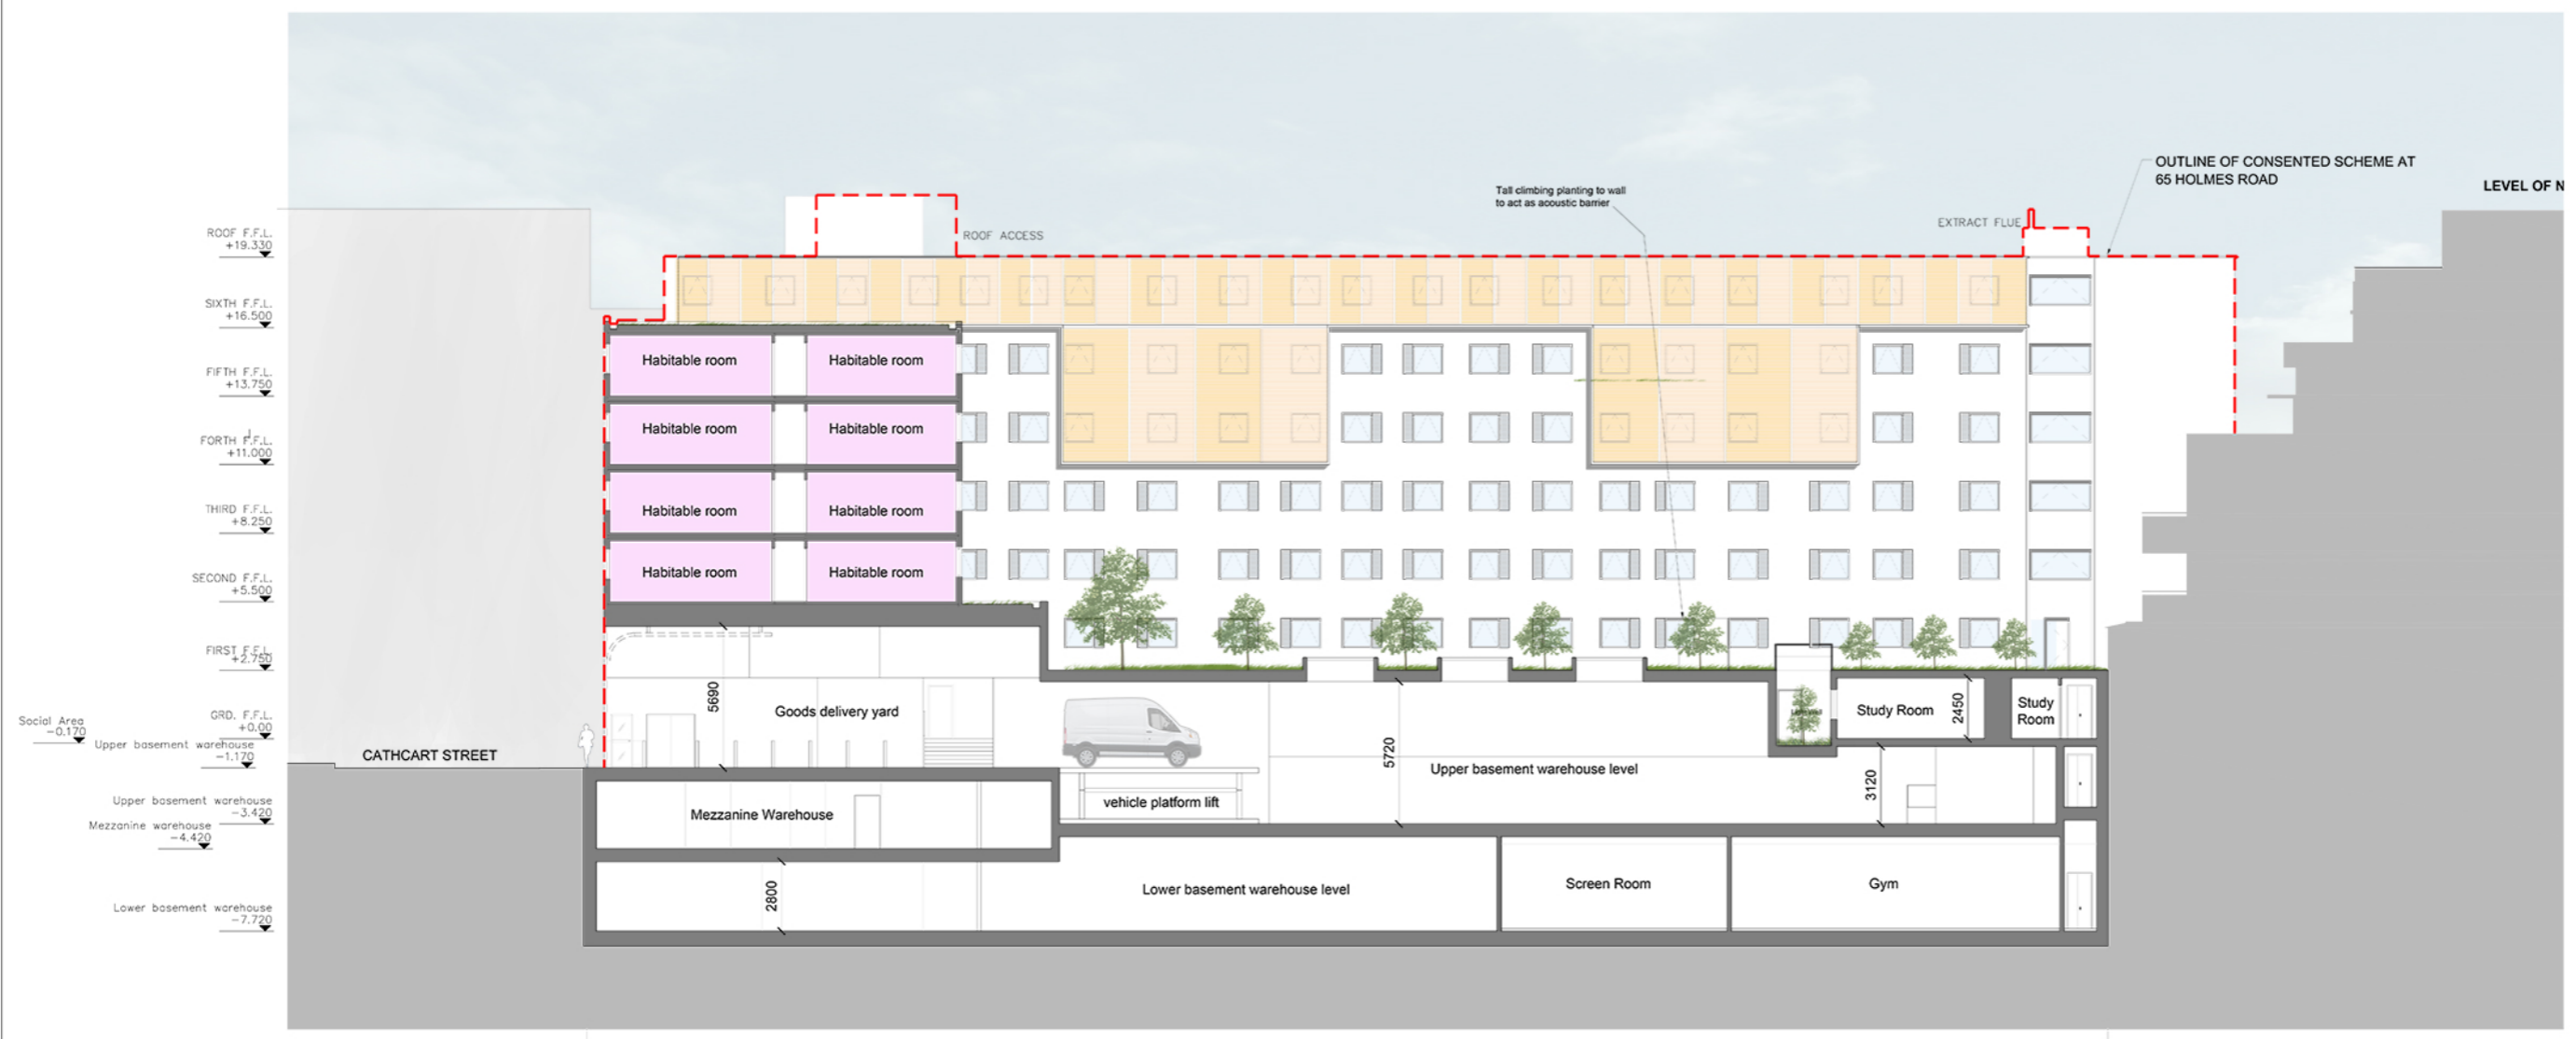 OUTLINE OF CONSENTED SCHEME AT
65 HOLMES ROAD
LEVEL OF N
Tall climbing planting to wall
to act as acoustic barrier
EXTRACT FLUE
ROOF ACCESS
ROOF F.F.L.
+19.330
SIXTH F.F.L.
+16.500
FIFTH F.F.L.
+13.750
FORTH F.F.L.
+11.000
THIRD F.F.L.
+8.250
SECOND F.F.L.
+5.500
FIRST F.F.L.
+2.750
GRD. F.F.L.
+0.00
Social Area
-0.170
Upper basement warehouse
-1.170
Upper basement warehouse
-3.420
Mezzanine warehouse
-4.420
Lower basement warehouse
-7.720
Habitable room
Habitable room
Habitable room
Habitable room
Habitable room
Habitable room
Habitable room
Habitable room
5690
Goods delivery yard
CATHCART STREET
Study Room
2450
Study
Room
5720
Upper basement warehouse level
3120
vehicle platform lift
Mezzanine Warehouse
2800
Lower basement warehouse level
Screen Room
Gym